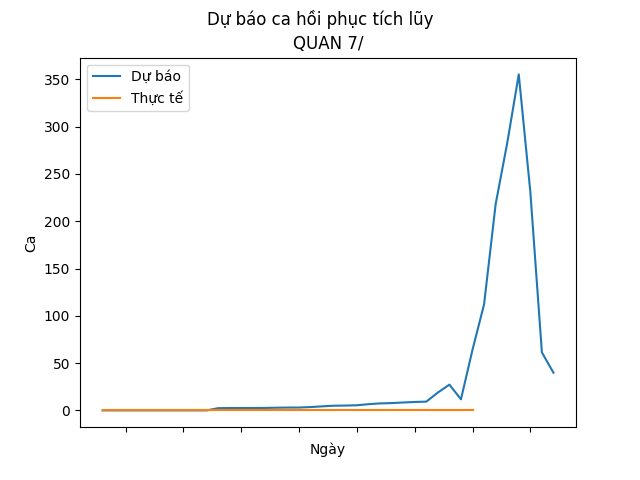 Dự báo ca hồi phục tích lũy
QUAN 7/
Dự báo
Thực tế
350
300
250
200
150
100
50
0
Ca
Ngày